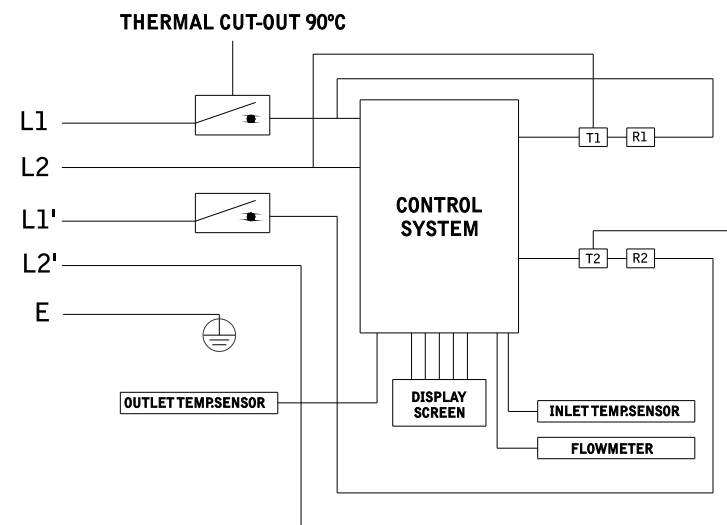 THERMAL CUT-OUT 90ºC
L1
L2
L1'
L2'
E
CONTROL
SYSTEM
T1
R1
T2
R2
OUTLET TEMP.SENSOR
DISPLAY
SCREEN
INLET TEMP.SENSOR
FLOWMETER